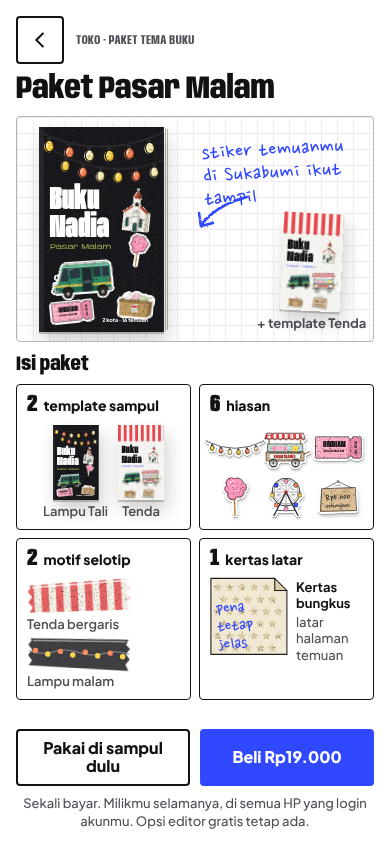 TOKO · PAKET TEMA BUKU
Paket Pasar Malam
Buku
Nadia
Pasar Malam
2 kota · 16 temuan
stiker temuanmu
di Sukabumi ikut
tampil
Buku
Nadia
+ template Tenda
Isi paket
2 template sampul
Buku
Nadia
Buku
Nadia
Lampu Tali
Tenda
6 hiasan
UNDIAN
Rp5.000
2 motif selotip
Tenda bergaris
Lampu malam
1 kertas latar
pena
tetap
jelas
Kertas
bungkus
latar
halaman
temuan
Pakai di sampul
dulu
Beli Rp19.000
Sekali bayar. Milikmu selamanya, di semua HP yang login
akunmu. Opsi editor gratis tetap ada.